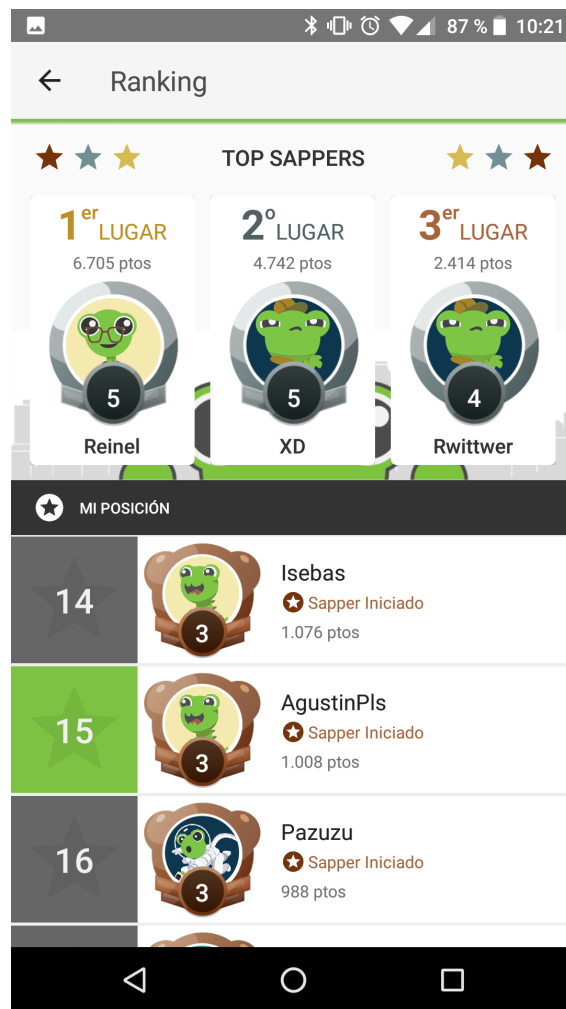 87 % 10:21
Ranking
TOP SAPPERS
1er LUGAR
6.705 ptos
5
Reinel
2º LUGAR
4.742 ptos
5
XD
3er LUGAR
2.414 ptos
4
Rwittwer
MI POSICIÓN
14
3
Isebas
Sapper Iniciado
1.076 ptos
15
3
AgustinPls
Sapper Iniciado
1.008 ptos
16
3
Pazuzu
Sapper Iniciado
988 ptos